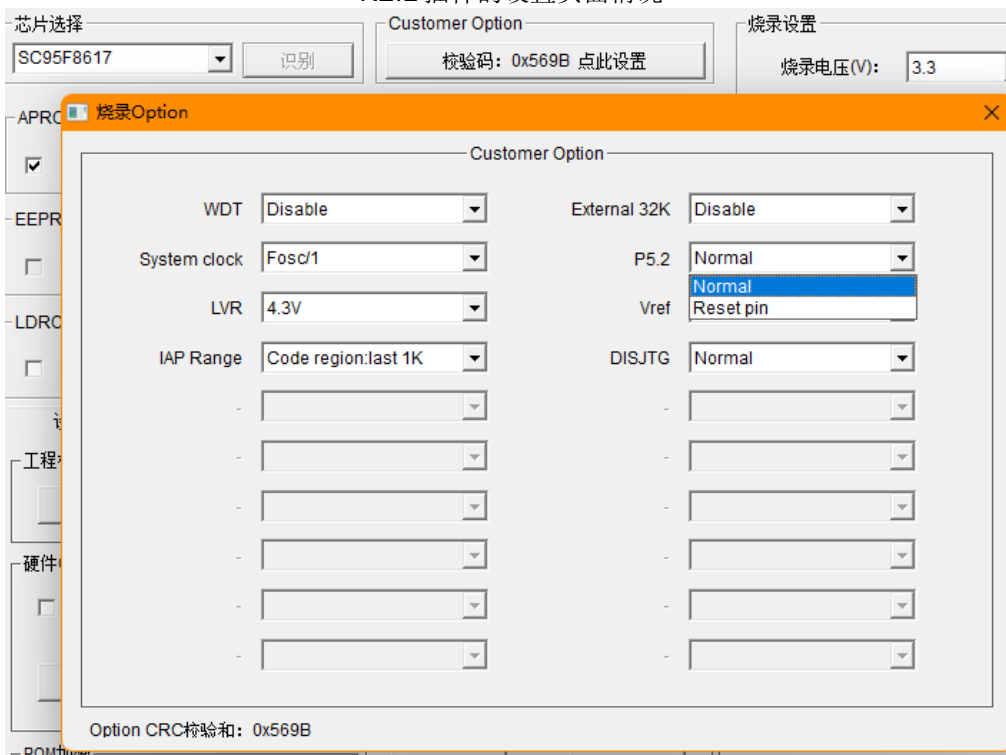 芯片选择
Customer Option
烧录设置
SC95F8617
识别
校验码：0x569B 点此设置
烧录电压(V)：
3.3
APRO
烧录Option
Customer Option
WDT
Disable
External 32K
Disable
EEPR
System clock
Fosc/1
P5.2
Normal
Normal
Reset pin
LVR
4.3V
Vref
LDRO
IAP Range
Code region:last 1K
DISJTG
Normal
-
-
-
-
工程
-
-
-
-
硬件
-
-
-
-
Option CRC校验和：0x569B